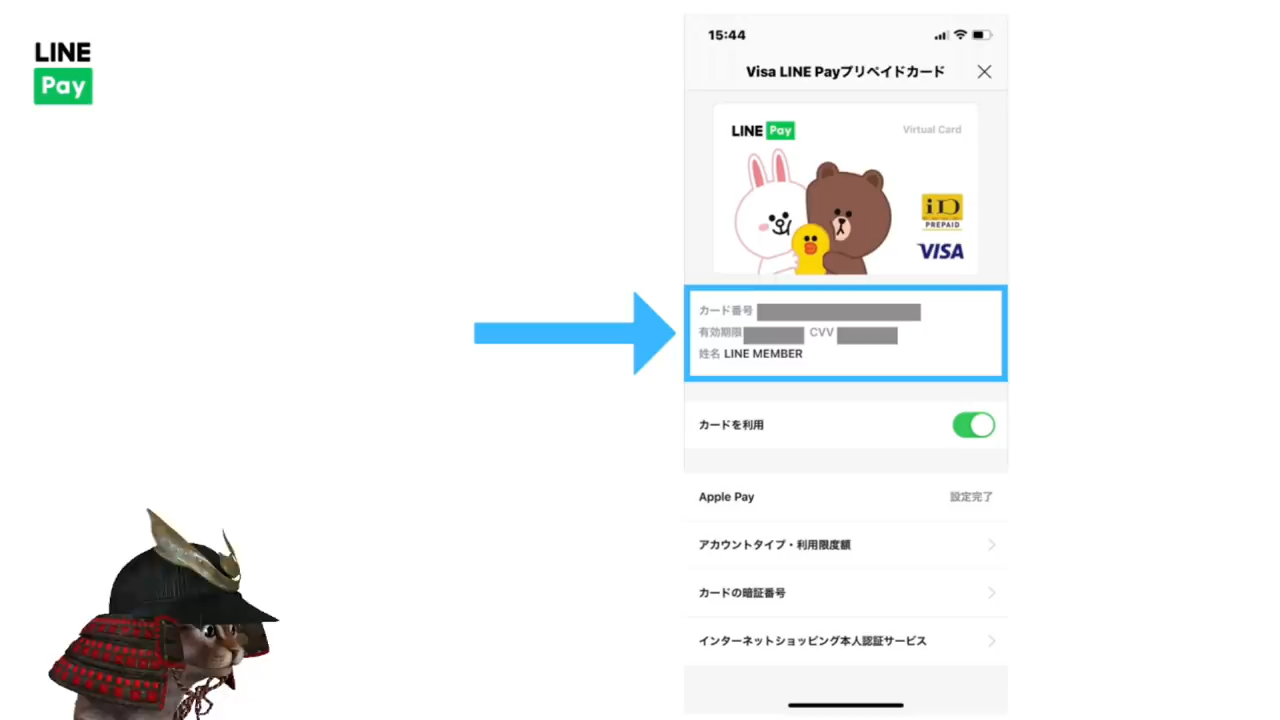 LINE
Pay
15:44
Visa LINE Payプリペイドカード
LINE Pay
Virtual Card
iD
PREPAID
VISA
カード番号
有効期限 CVV
姓名 LINE MEMBER
カードを利用
Apple Pay 設定完了
アカウントタイプ・利用限度額
カードの暗証番号
インターネットショッピング本人認証サービス